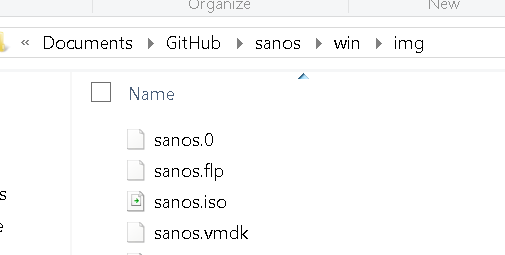 Organize New
« Documents GitHub sanos win img
Name
sanos.0
sanos.flp
s sanos.iso
e sanos.vmdk